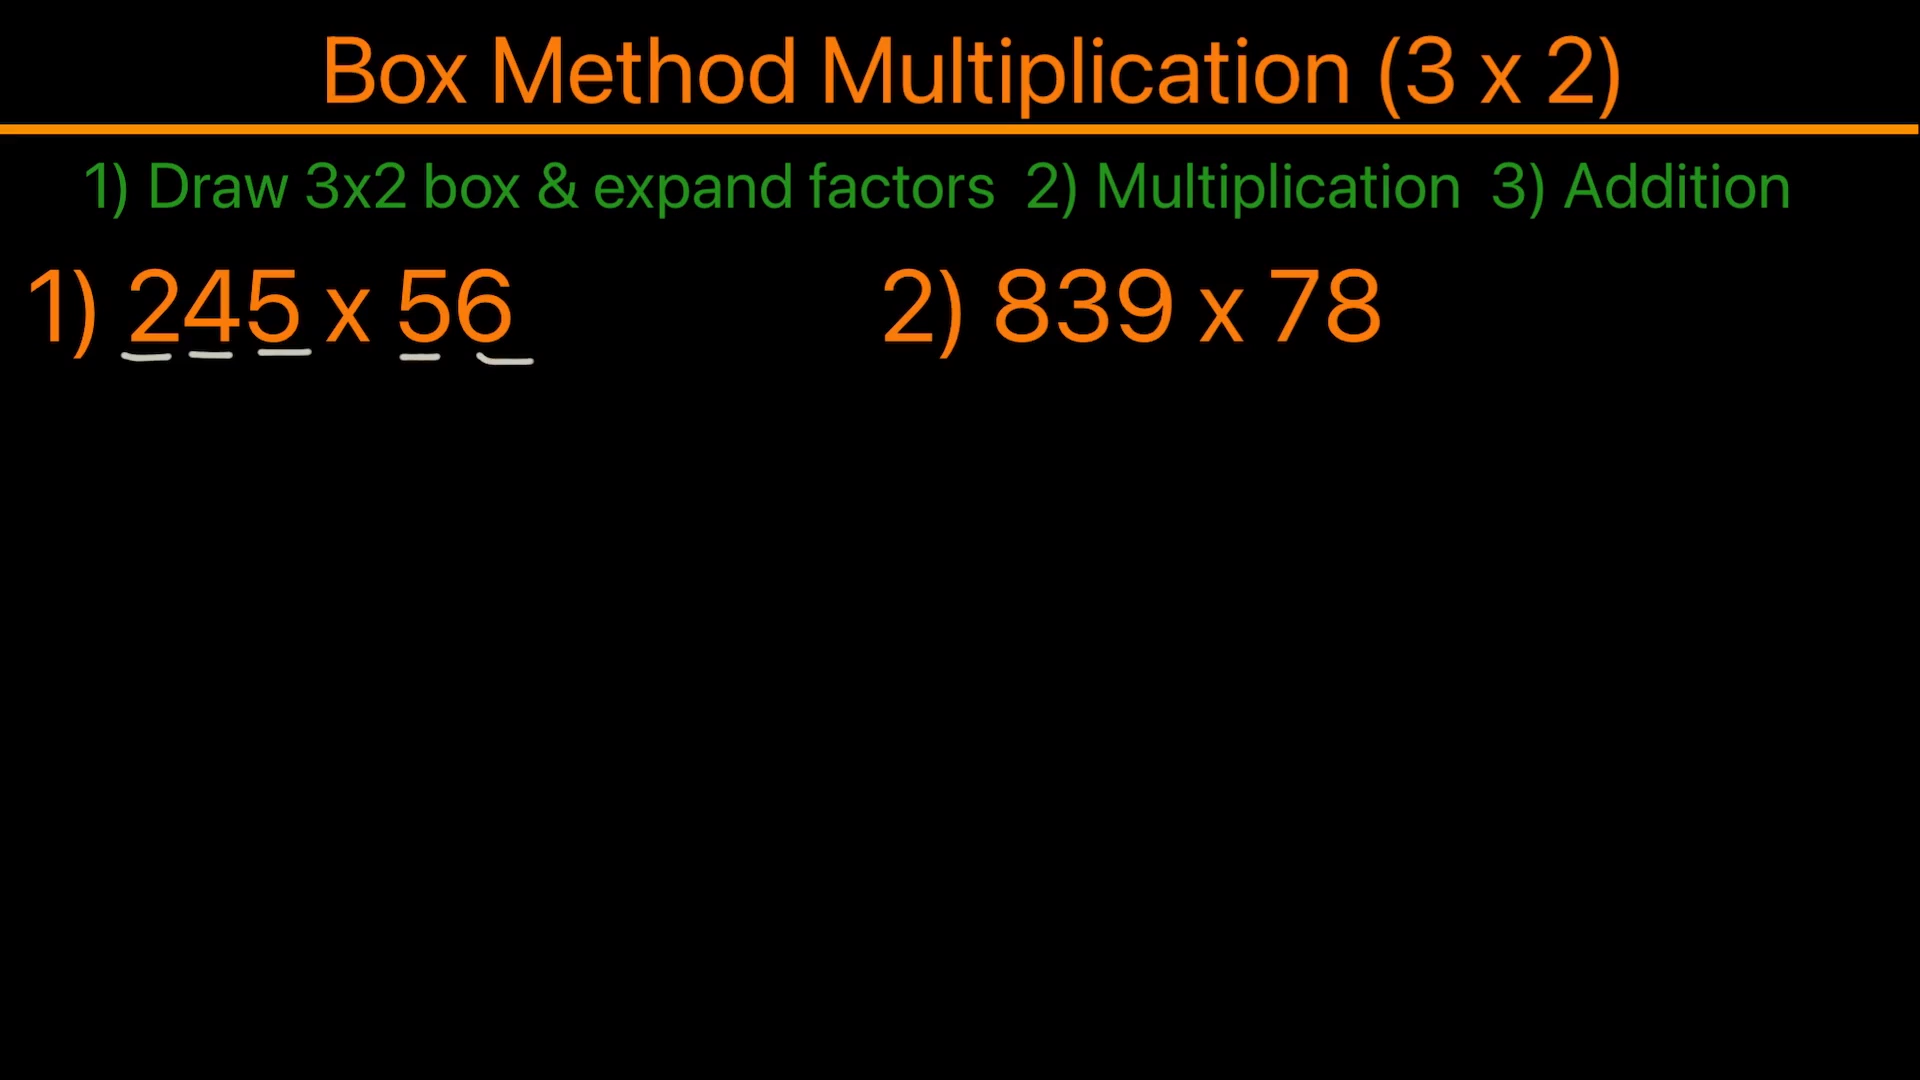 Box Method Multiplication (3 x 2)
1) Draw 3x2 box & expand factors 2) Multiplication 3) Addition
1) 245 x 56
2) 839 x 78